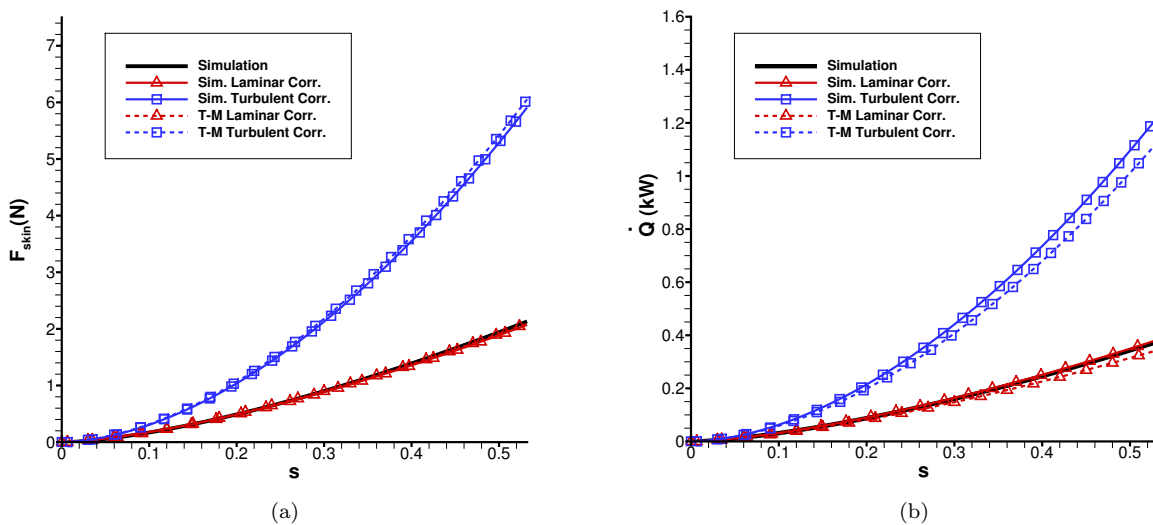 7
6
5
4
3
2
1
0
F_skin(N)
Simulation
Sim. Laminar Corr.
Sim. Turbulent Corr.
T-M Laminar Corr.
T-M Turbulent Corr.
0 0.1 0.2 0.3 0.4 0.5
s
(a)
1.6
1.4
1.2
1
0.8
0.6
0.4
0.2
0
Q̇ (kW)
Simulation
Sim. Laminar Corr.
Sim. Turbulent Corr.
T-M Laminar Corr.
T-M Turbulent Corr.
0 0.1 0.2 0.3 0.4 0.5
s
(b)